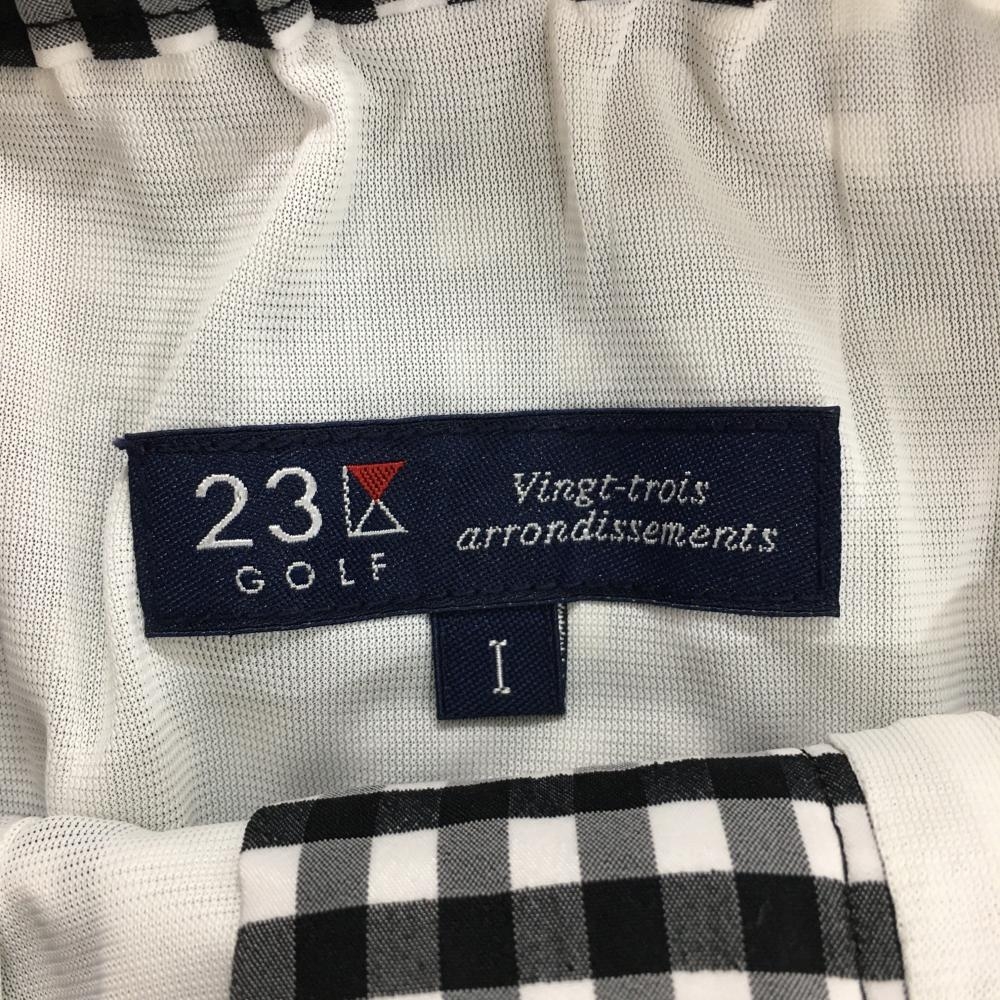 23
GOLF
Vingt-trois
arrondissements
I